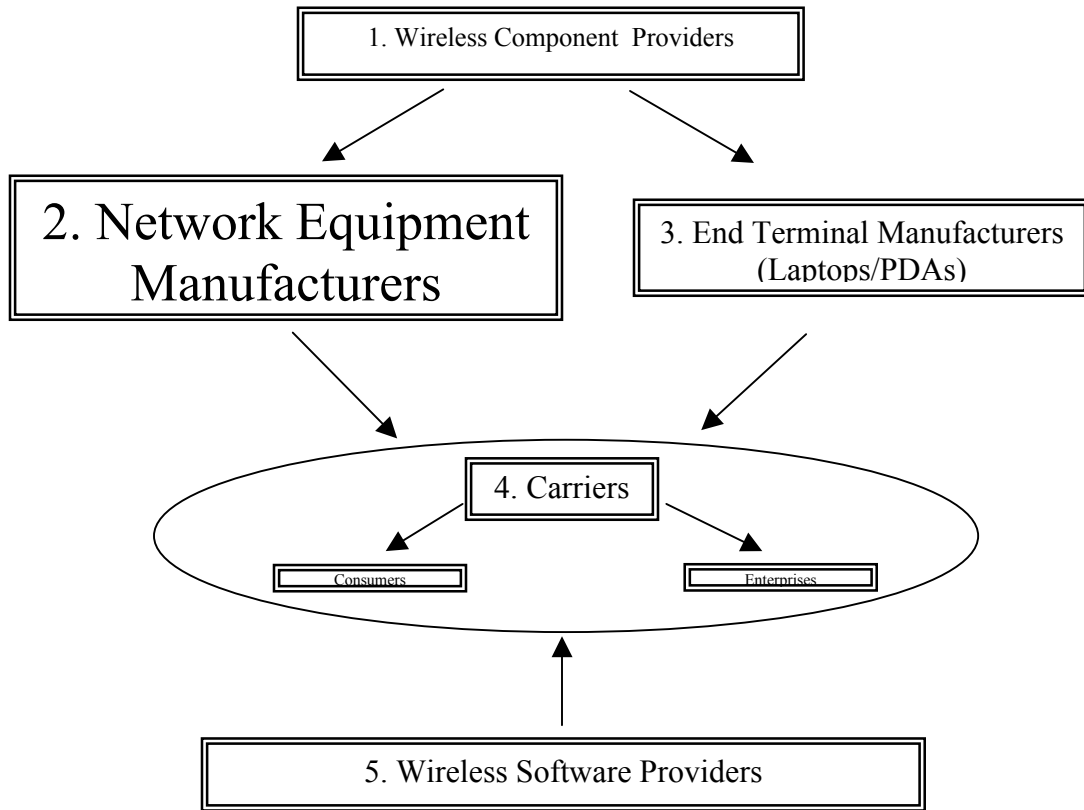 1. Wireless Component Providers
2. Network Equipment
Manufacturers
3. End Terminal Manufacturers
(Laptops/PDAs)
4. Carriers
Consumers
Enterprises
5. Wireless Software Providers